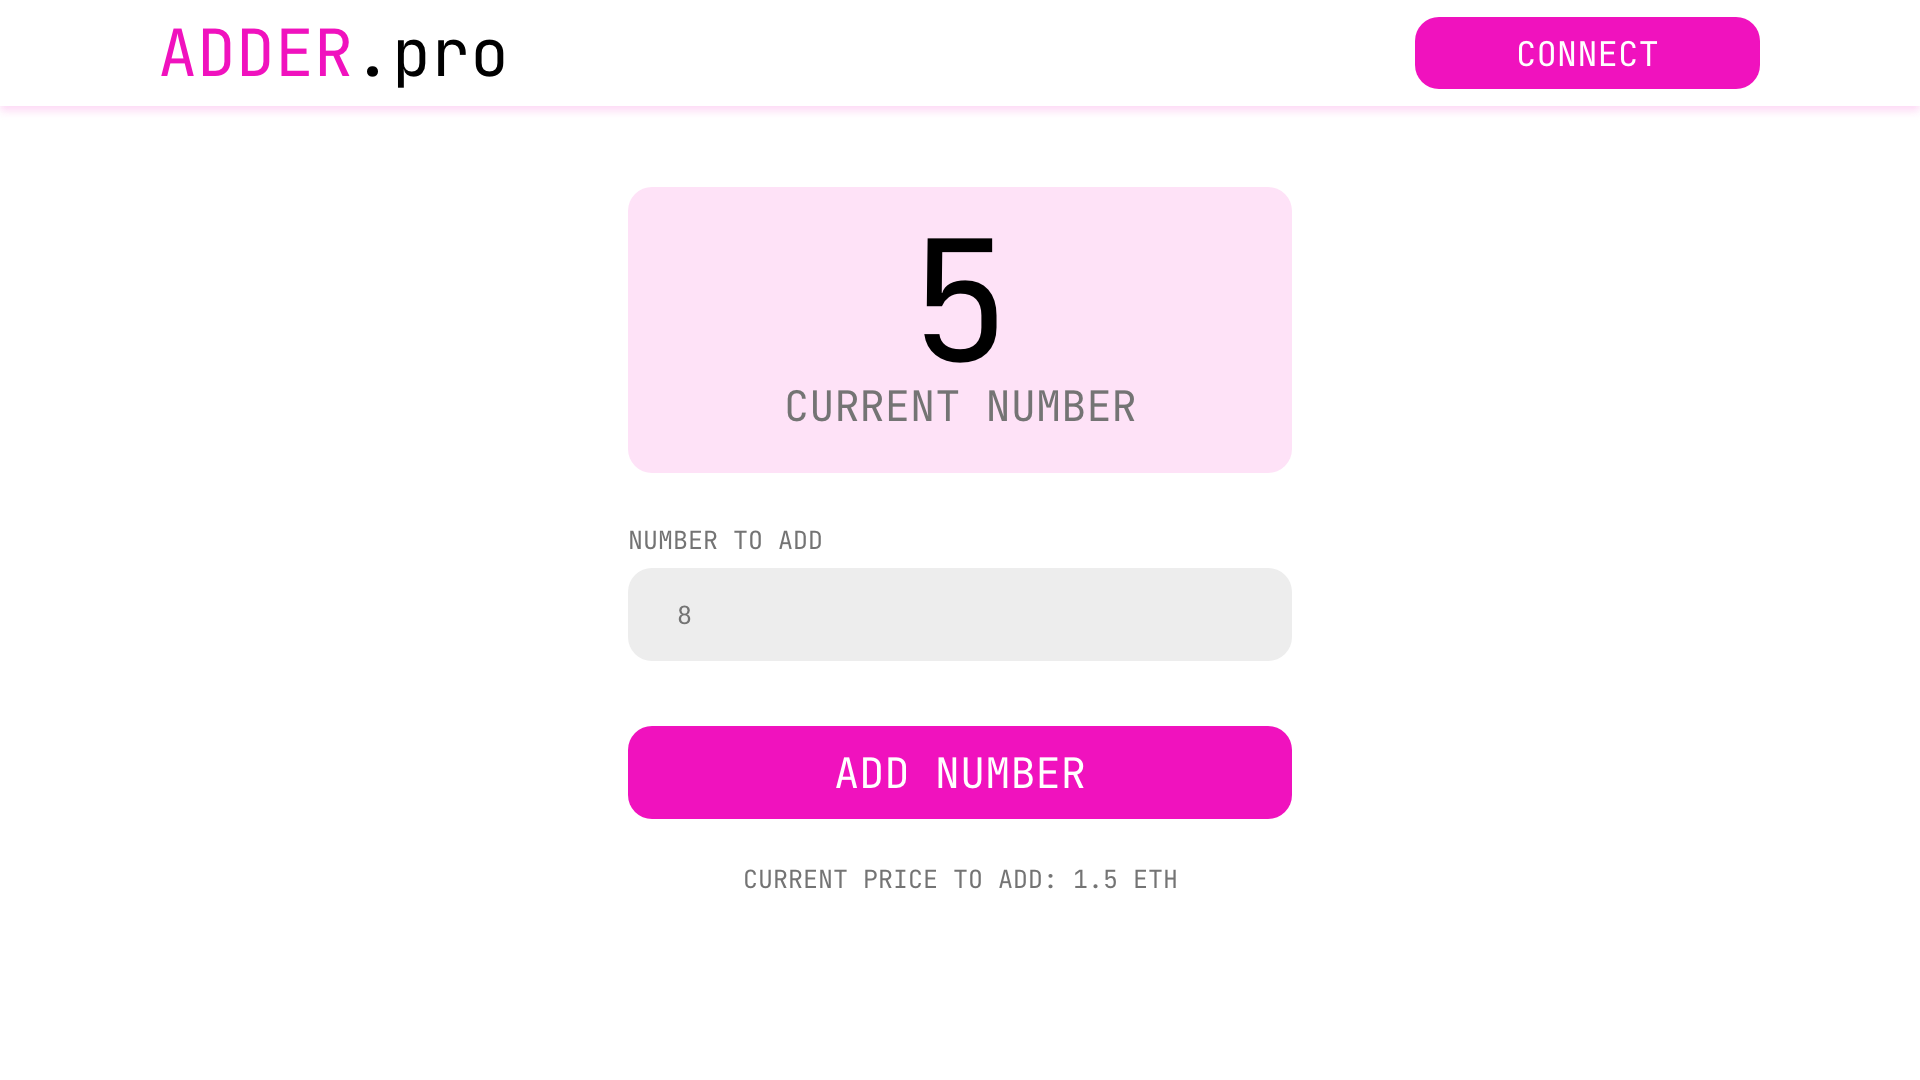 ADDER.pro
CONNECT
5
CURRENT NUMBER
NUMBER TO ADD
8
ADD NUMBER
CURRENT PRICE TO ADD: 1.5 ETH